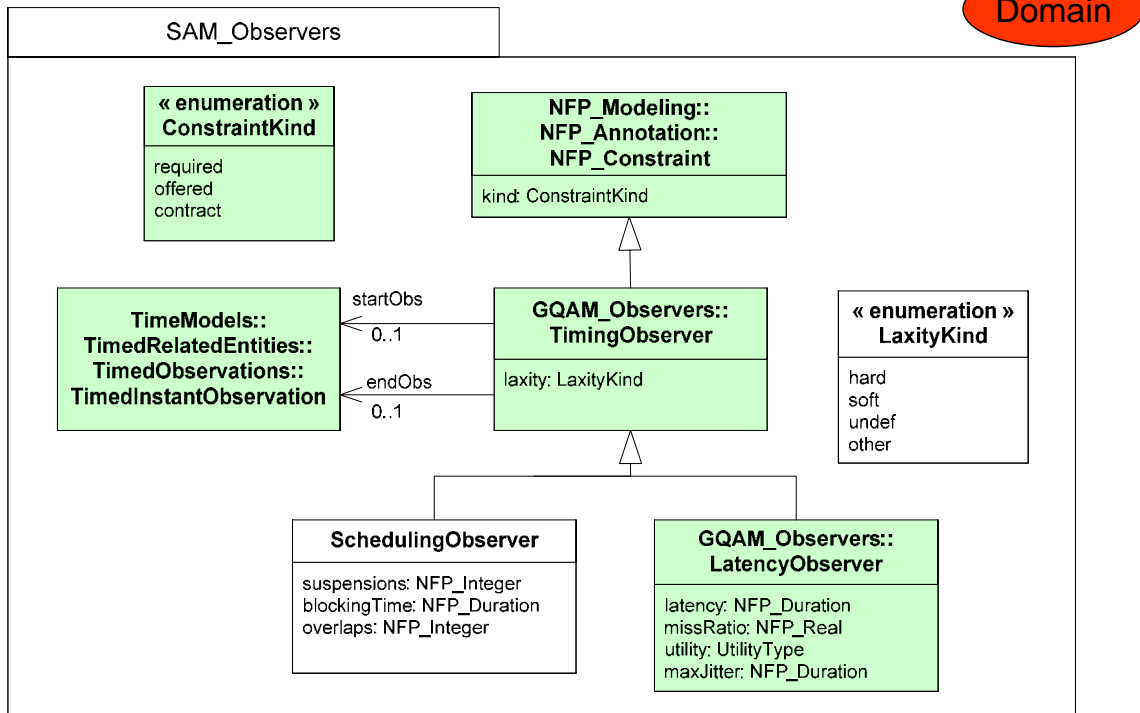 Domain
SAM_Observers
« enumeration »
ConstraintKind
required
offered
contract
NFP_Modeling::
NFP_Annotation::
NFP_Constraint
kind: ConstraintKind
TimeModels::
TimedRelatedEntities::
TimedObservations::
TimedInstantObservation
startObs
0..1
endObs
0..1
GQAM_Observers::
TimingObserver
laxity: LaxityKind
« enumeration »
LaxityKind
hard
soft
undef
other
SchedulingObserver
suspensions: NFP_Integer
blockingTime: NFP_Duration
overlaps: NFP_Integer
GQAM_Observers::
LatencyObserver
latency: NFP_Duration
missRatio: NFP_Real
utility: UtilityType
maxJitter: NFP_Duration